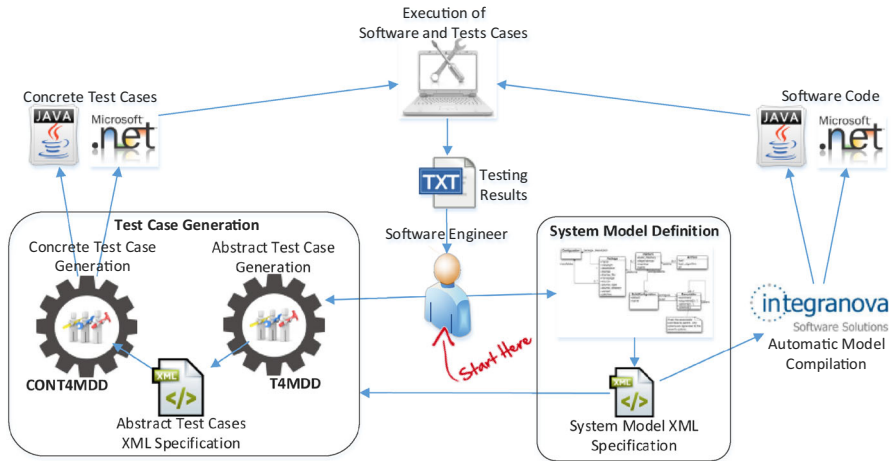 Execution of
Software and Tests Cases
Concrete Test Cases
JAVA
Microsoft
.net
Software Code
JAVA
Microsoft
.net
TXT
Testing
Results
Test Case Generation
Concrete Test Case
Generation
Abstract Test Case
Generation
CONT4MDD
T4MDD
XML
</>
Abstract Test Cases
XML Specification
Software Engineer
Start Here
System Model Definition
XML
</>
System Model XML
Specification
integranova
Software Solutions
Automatic Model
Compilation